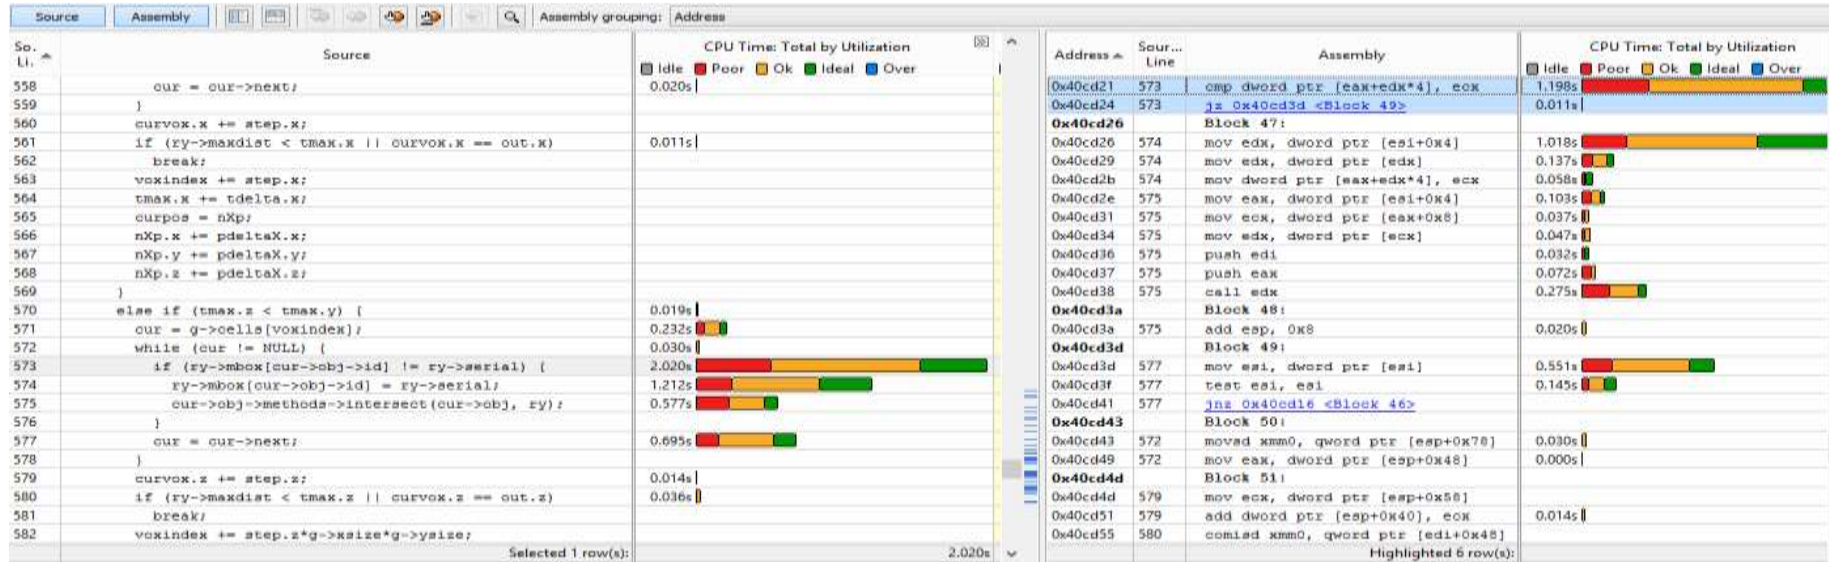 Source Assembly Assembly grouping: Address
So. Li. Source CPU Time: Total by Utilization
Idle Poor Ok Ideal Over
558 cur = cur->next; 0.020s
559 }
560 curvox.x += step.x;
561 if (ry->maxdist < tmax.x || curvox.x == out.x) 0.011s
562 break;
563 voxindex += step.x;
564 tmax.x += tdelta.x;
565 curpos = nXp;
566 nXp.x += pdeltaX.x;
567 nXp.y += pdeltaX.y;
568 nXp.z += pdeltaX.z;
569 }
570 else if (tmax.z < tmax.y) { 0.019s
571 cur = g->cells[voxindex]; 0.232s
572 while (cur != NULL) { 0.030s
573 if (ry->mbox[cur->obj->id] != ry->serial) { 2.020s
574 ry->mbox[cur->obj->id] = ry->serial; 1.212s
575 cur->obj->methods->intersect(cur->obj, ry); 0.577s
576 }
577 cur = cur->next; 0.695s
578 }
579 curvox.z += step.z; 0.014s
580 if (ry->maxdist < tmax.z || curvox.z == out.z) 0.036s
581 break;
582 voxindex += step.z*g->xsize*g->ysize;
Selected 1 row(s): 2.020s
Address Sour... Line Assembly CPU Time: Total by Utilization
Idle Poor Ok Ideal Over
0x40cd21 573 cmp dword ptr [eax+edx*4], ecx 1.198s
0x40cd24 573 jz 0x40cd3d <Block 49> 0.011s
0x40cd26 Block 47:
0x40cd26 574 mov edx, dword ptr [esi+0x4] 1.018s
0x40cd29 574 mov edx, dword ptr [edx] 0.137s
0x40cd2b 574 mov dword ptr [eax+edx*4], ecx 0.058s
0x40cd2e 575 mov eax, dword ptr [esi+0x4] 0.103s
0x40cd31 575 mov ecx, dword ptr [eax+0x8] 0.037s
0x40cd34 575 mov edx, dword ptr [ecx] 0.047s
0x40cd36 575 push edi 0.032s
0x40cd37 575 push eax 0.072s
0x40cd38 575 call edx 0.275s
0x40cd3a Block 48:
0x40cd3a 575 add esp, 0x8 0.020s
0x40cd3d Block 49:
0x40cd3d 577 mov esi, dword ptr [esi] 0.551s
0x40cd3f 577 test esi, esi 0.145s
0x40cd41 577 jnz 0x40cd16 <Block 46>
0x40cd43 Block 50:
0x40cd43 572 movsd xmm0, qword ptr [esp+0x78] 0.030s
0x40cd49 572 mov eax, dword ptr [esp+0x48] 0.000s
0x40cd4d Block 51:
0x40cd4d 579 mov ecx, dword ptr [esp+0x58]
0x40cd51 579 add dword ptr [esp+0x40], ecx 0.014s
0x40cd55 580 comisd xmm0, qword ptr [edi+0x48]
Highlighted 6 row(s):